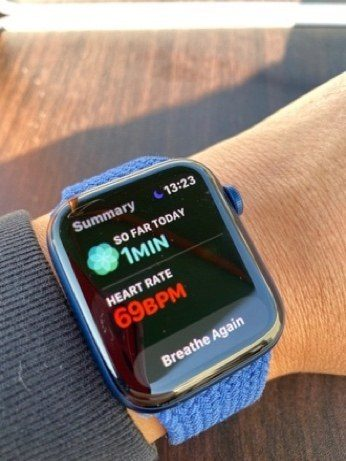 13:23
Summary
SO FAR TODAY
1MIN
HEART RATE
69BPM
Breathe Again